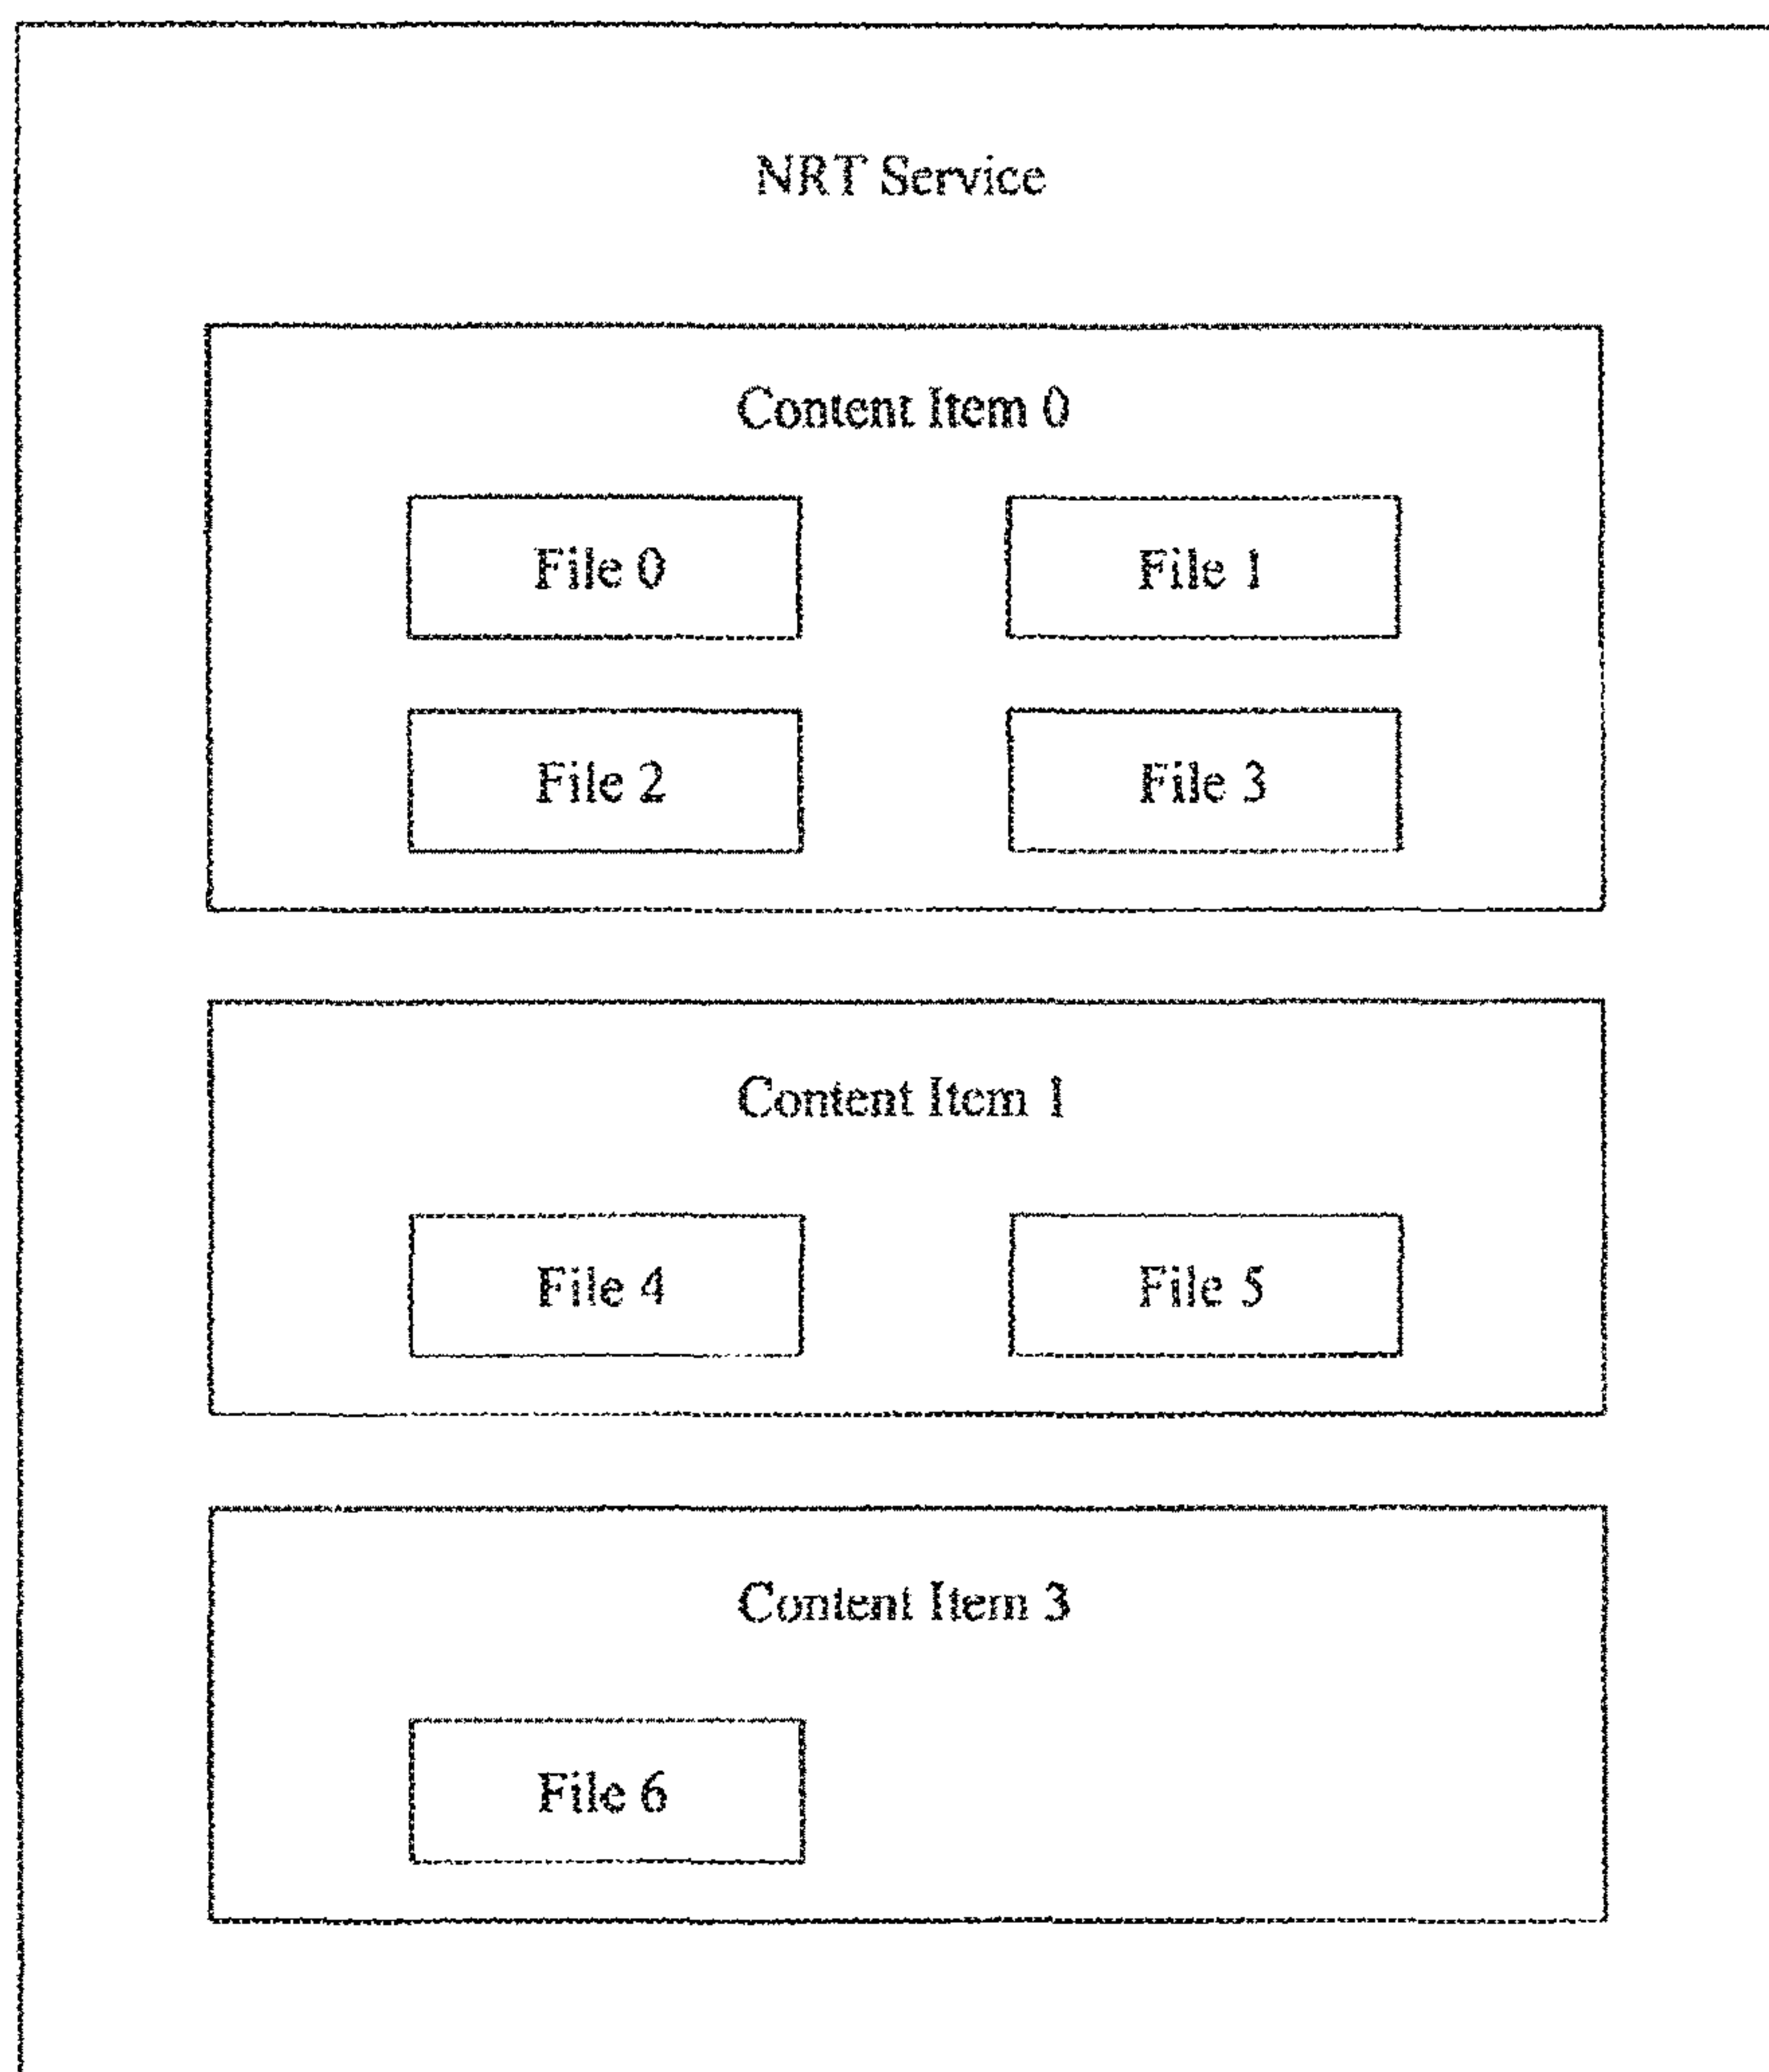 NRT Service
Content Item 0
File 0
File 1
File 2
File 3
Content Item 1
File 4
File 5
Content Item 3
File 6